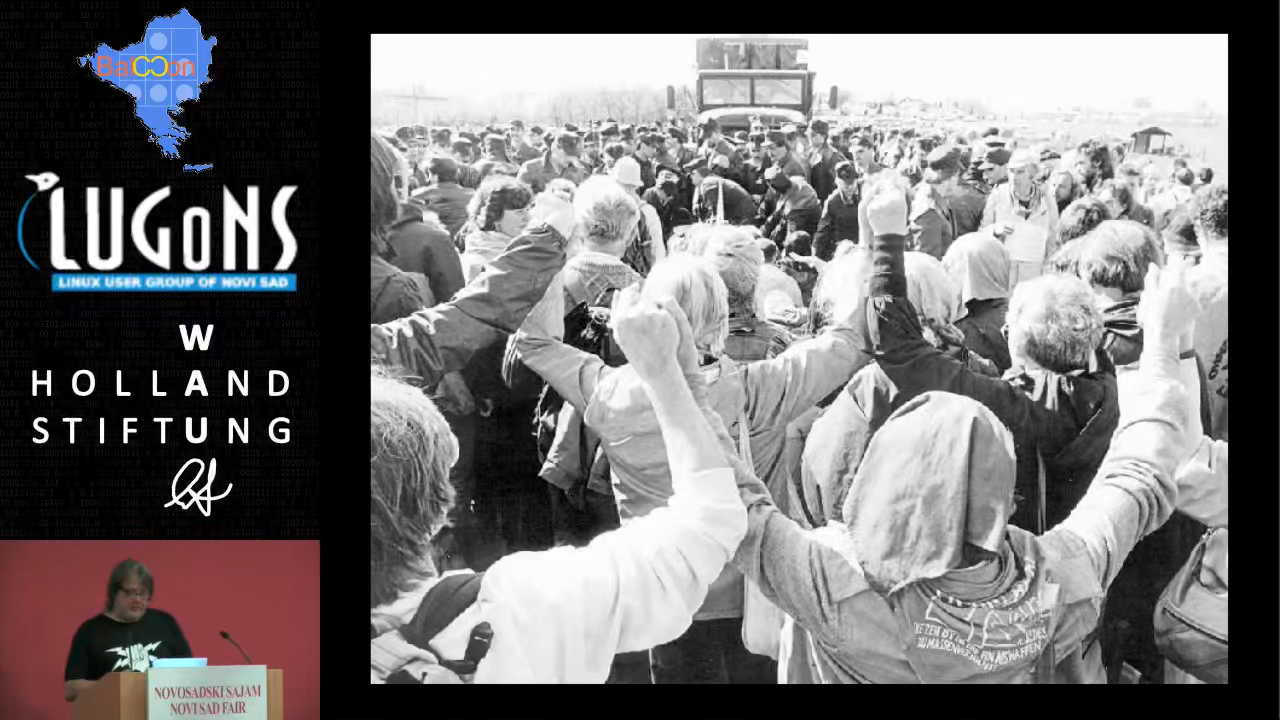 BalCCon
LUGoNS
LINUX USER GROUP OF NOVI SAD
W
HOLLAND
STIFTUNG
NOVOSADSKI SAJAM
NOVI SAD FAIR